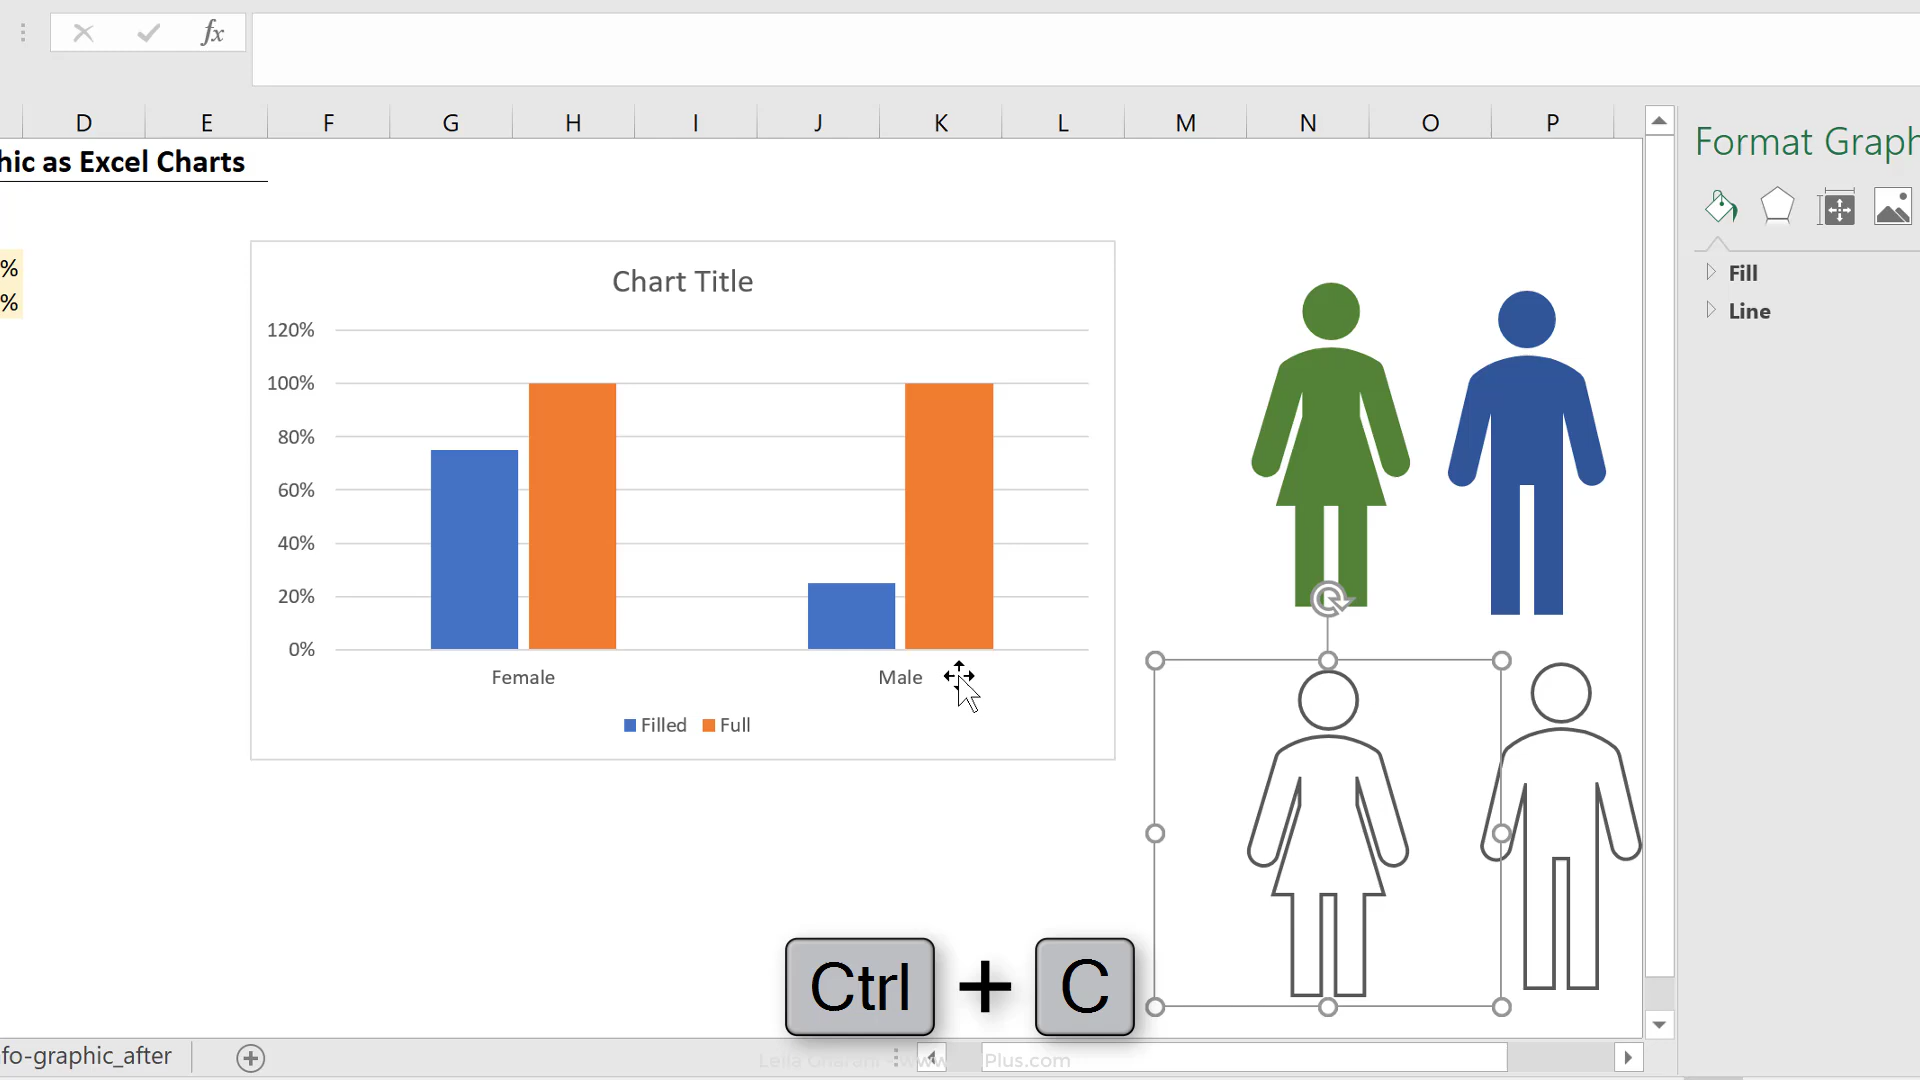 fx
D E F G H I J K L M N O P
hic as Excel Charts
%
%
Format Graph
Fill
Line
Chart Title
120%
100%
80%
60%
40%
20%
0%
Female Male
Filled Full
Ctrl + C
fo-graphic_after
Plus.com